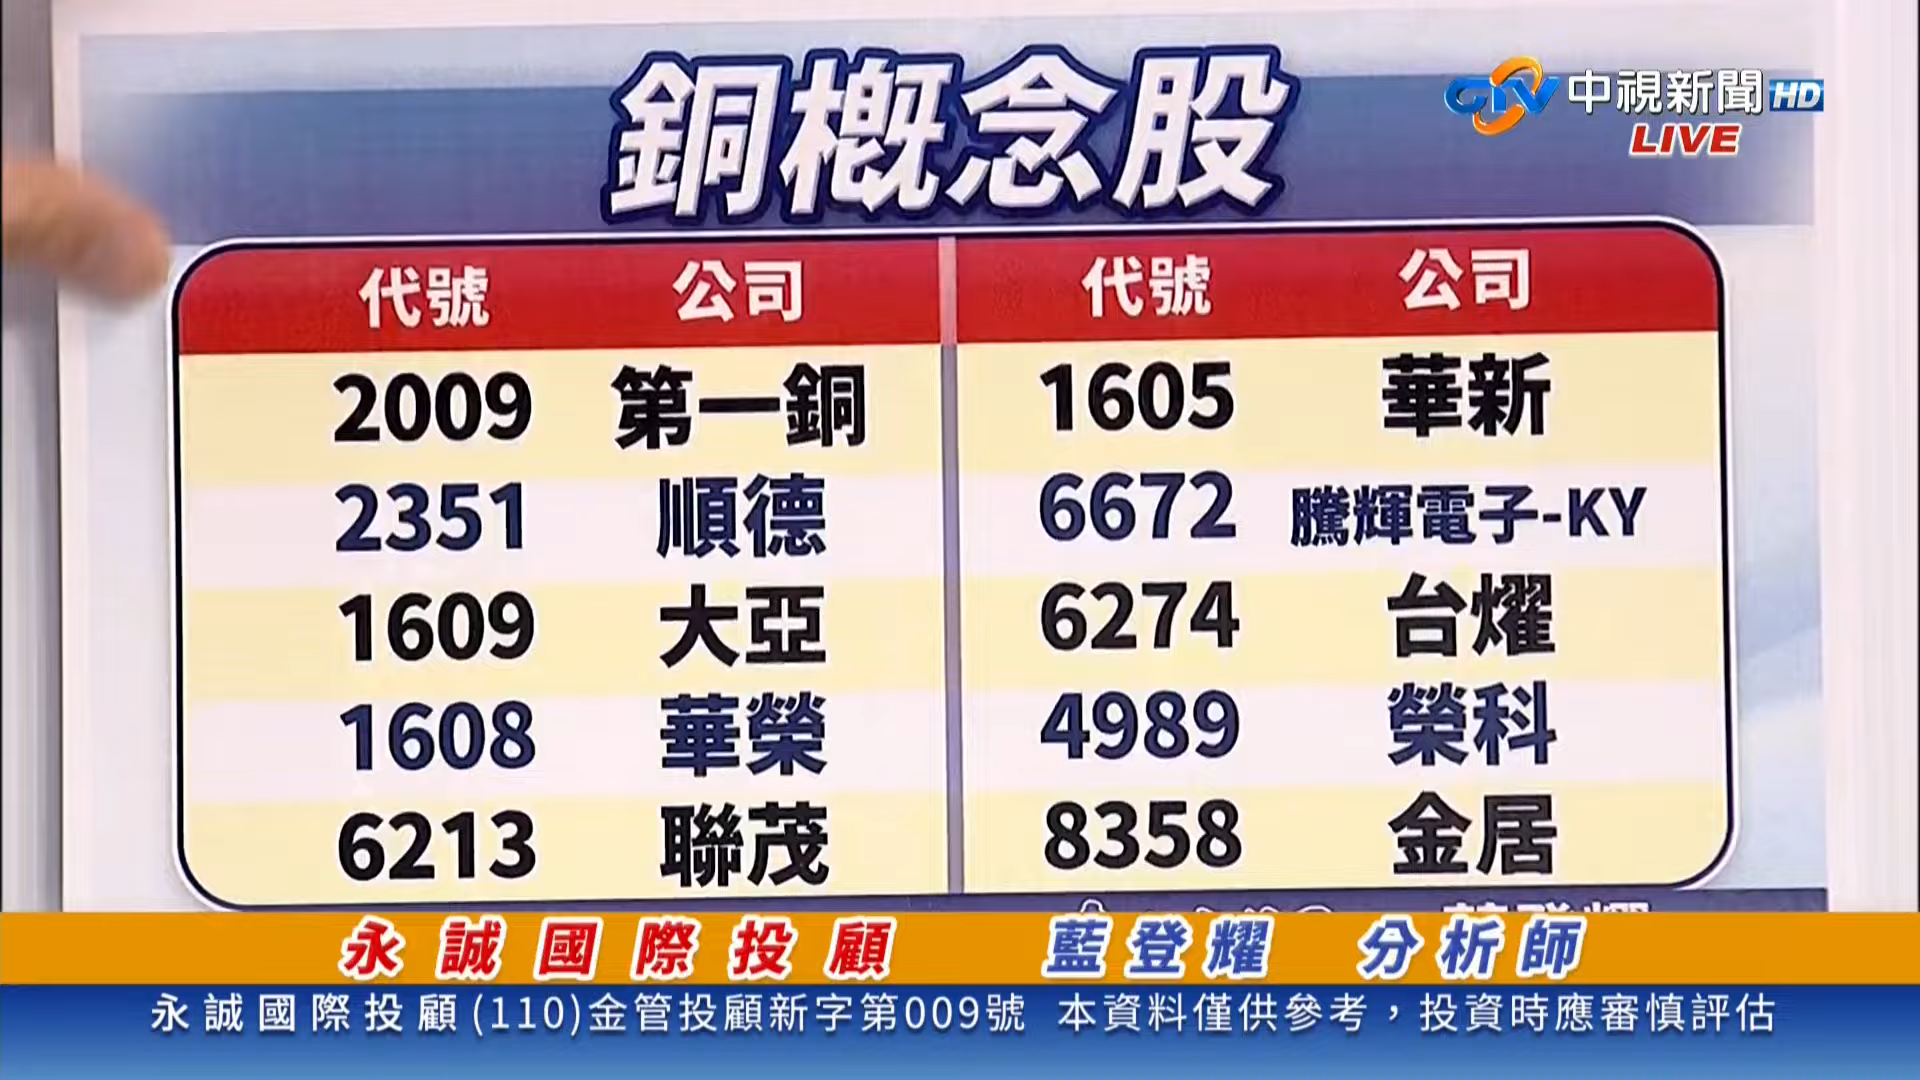 銅概念股
CTV 中視新聞 HD
LIVE
代號 公司 代號 公司
2009 第一銅 1605 華新
2351 順德 6672 騰輝電子-KY
1609 大亞 6274 台燿
1608 華榮 4989 榮科
6213 聯茂 8358 金居
永誠國際投顧 藍登耀 分析師
永誠國際投顧(110)金管投顧新字第009號 本資料僅供參考,投資時應審慎評估